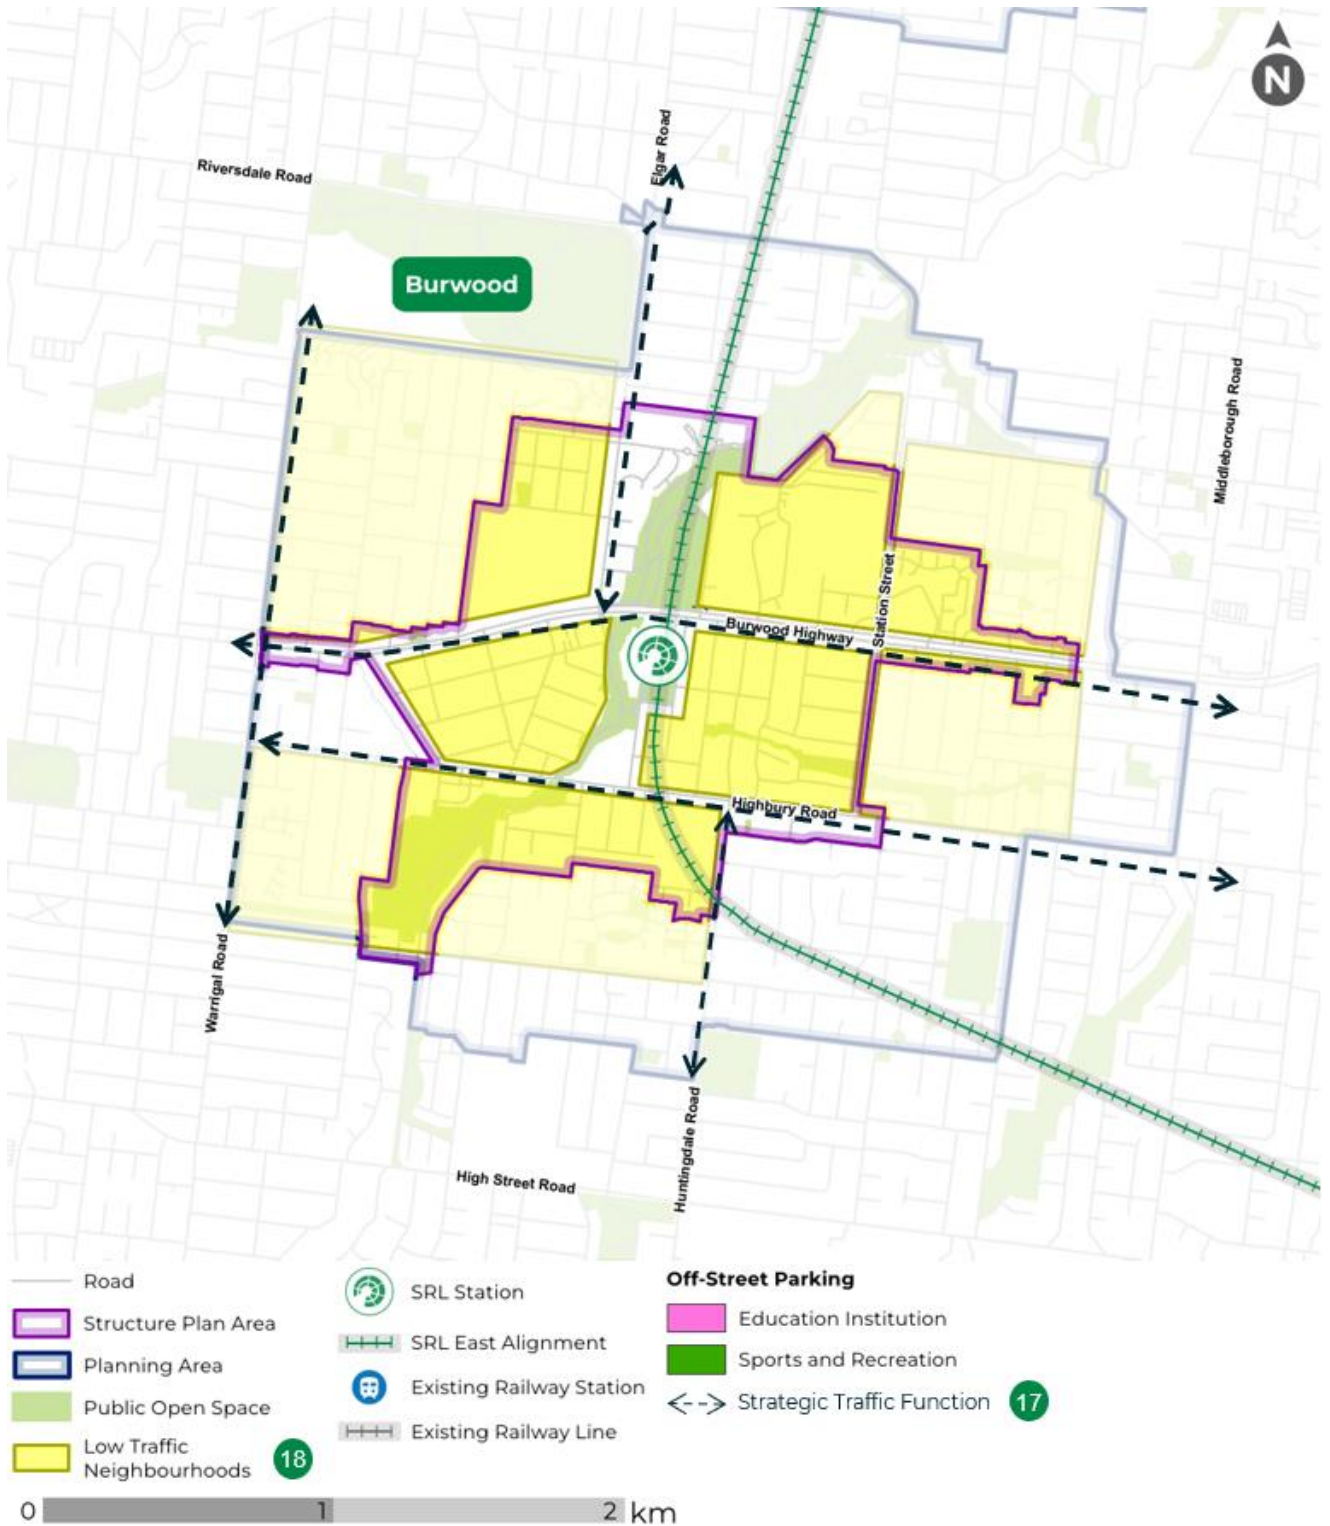 N
Elgar Road
Riversdale Road
Burwood
Middleborough Road
Station Street
Burwood Highway
Highbury Road
Warrigal Road
Huntingdale Road
High Street Road
Road
Structure Plan Area
Planning Area
Public Open Space
Low Traffic
Neighbourhoods
18
SRL Station
SRL East Alignment
Existing Railway Station
Existing Railway Line
Off-Street Parking
Education Institution
Sports and Recreation
Strategic Traffic Function
17
0 1 2 km